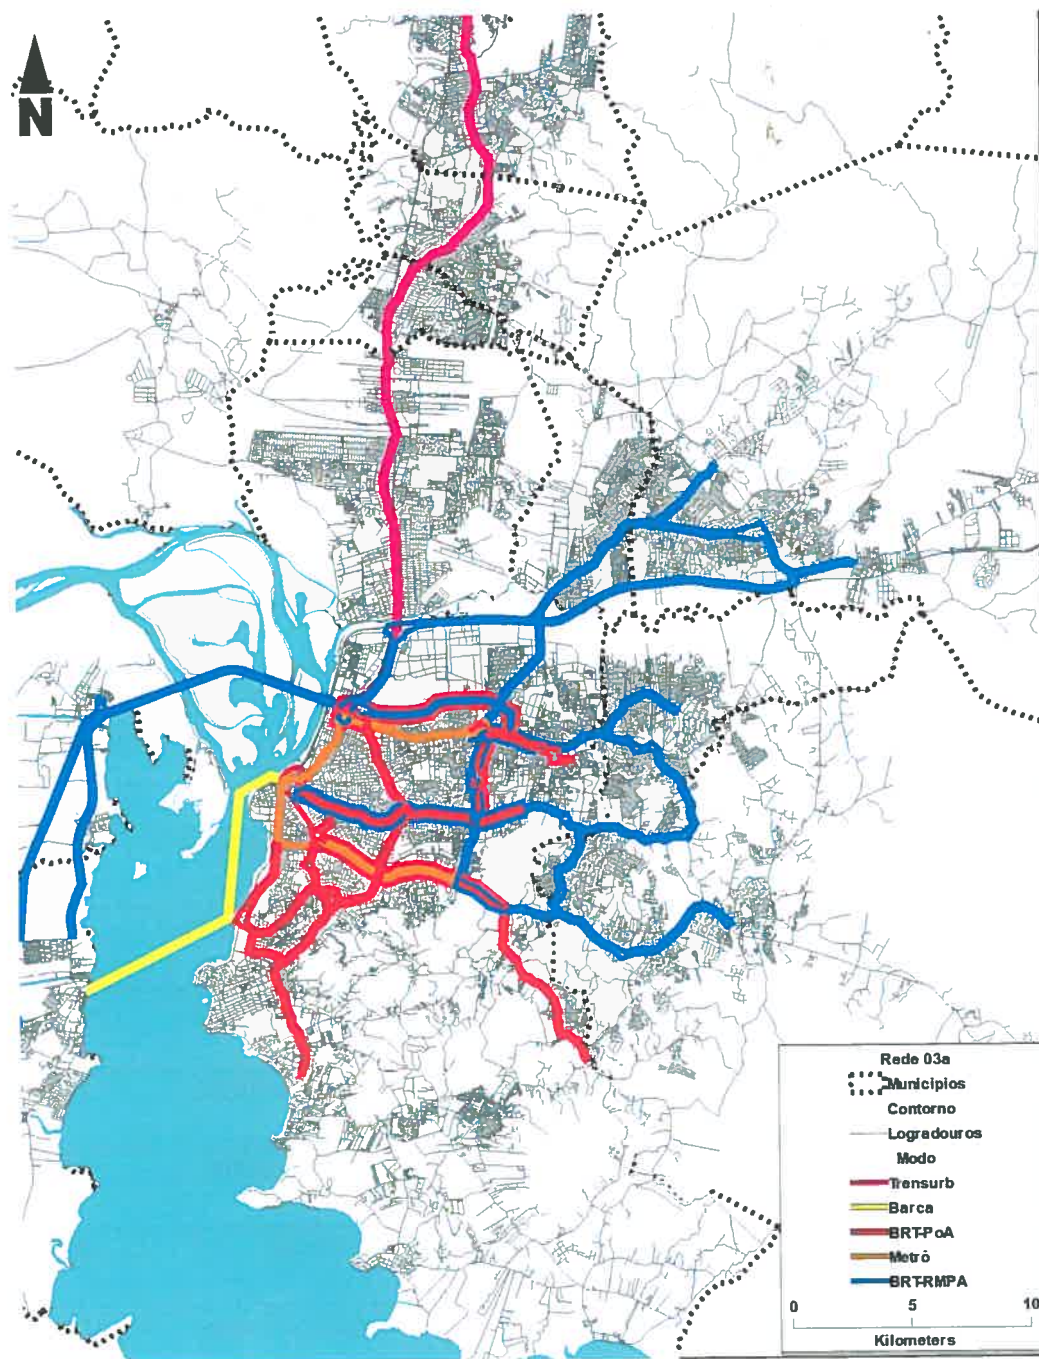 N
Rede 03a
Municipios
Contorno
Logradouros
Modo
Trensurb
Barca
BRT-PoA
Metrô
BRT-RMPA
0 5 10
Kilometers